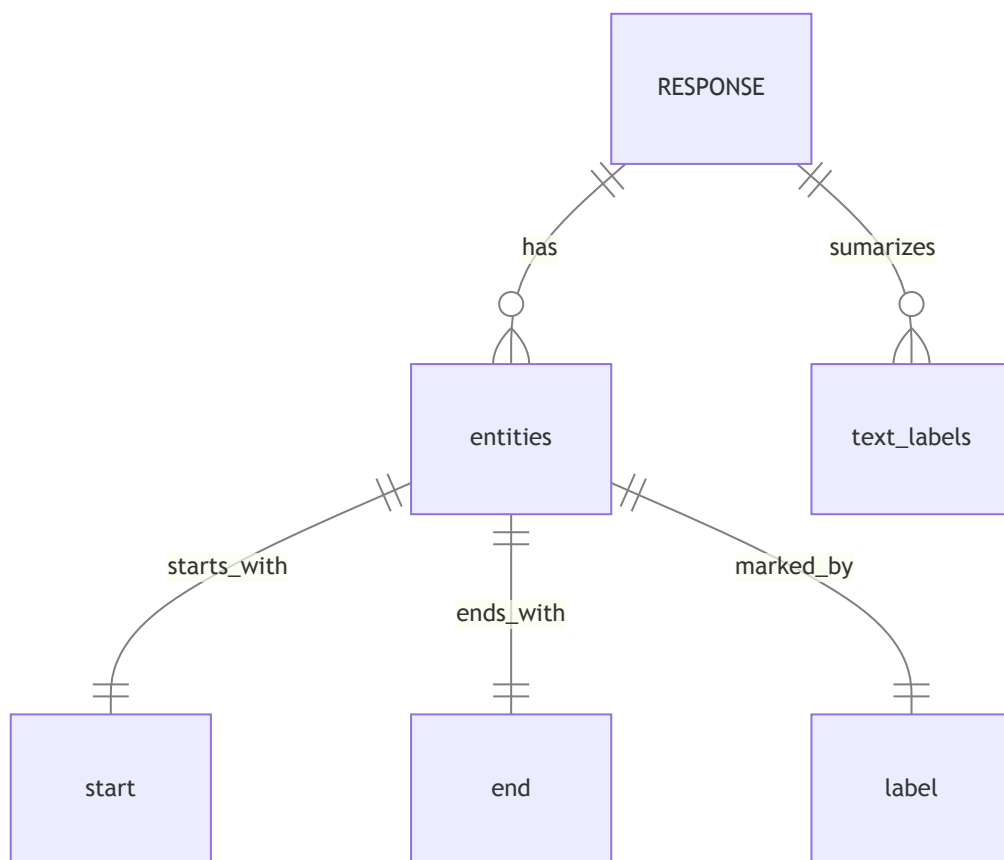 RESPONSE
has
sumarizes
entities
text_labels
starts_with
marked_by
ends_with
start
end
label